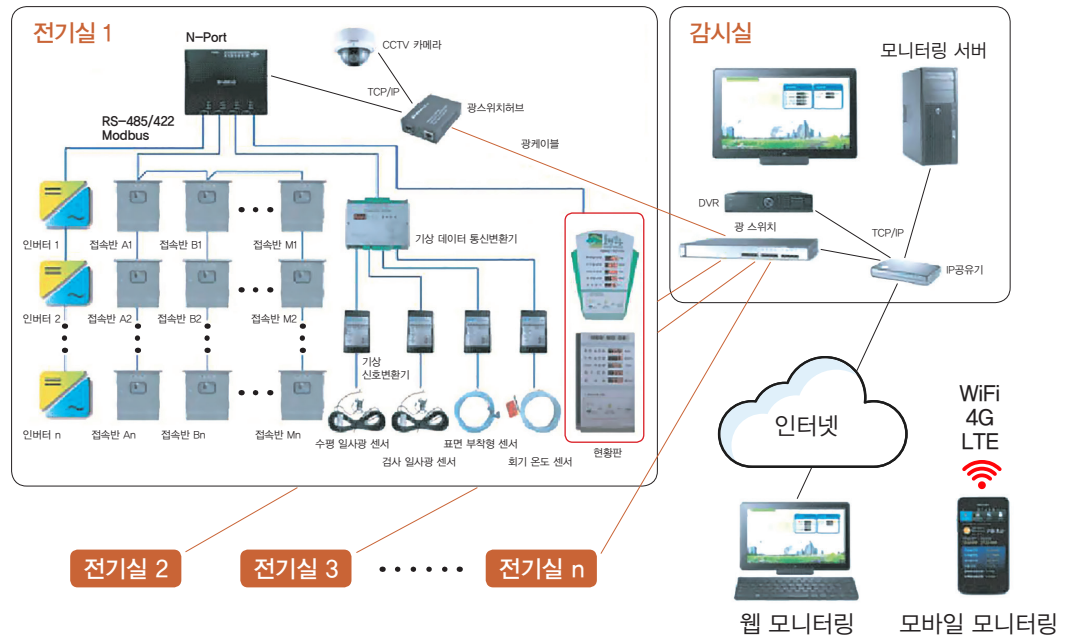 전기실 1
N-Port
CCTV 카메라
TCP/IP
광스위치허브
RS-485/422
Modbus
광케이블
인버터 1
접속반 A1
접속반 B1
접속반 M1
기상 데이터 통신변환기
인버터 2
접속반 A2
접속반 B2
접속반 M2
기상
신호변환기
인버터 n
접속반 An
접속반 Bn
접속반 Mn
수평 일사광 센서
표면 부착형 센서
검사 일사광 센서
회기 온도 센서
현황판
감시실
모니터링 서버
DVR
광 스위치
TCP/IP
IP공유기
인터넷
WiFi
4G
LTE
전기실 2
전기실 3
전기실 n
웹 모니터링
모바일 모니터링